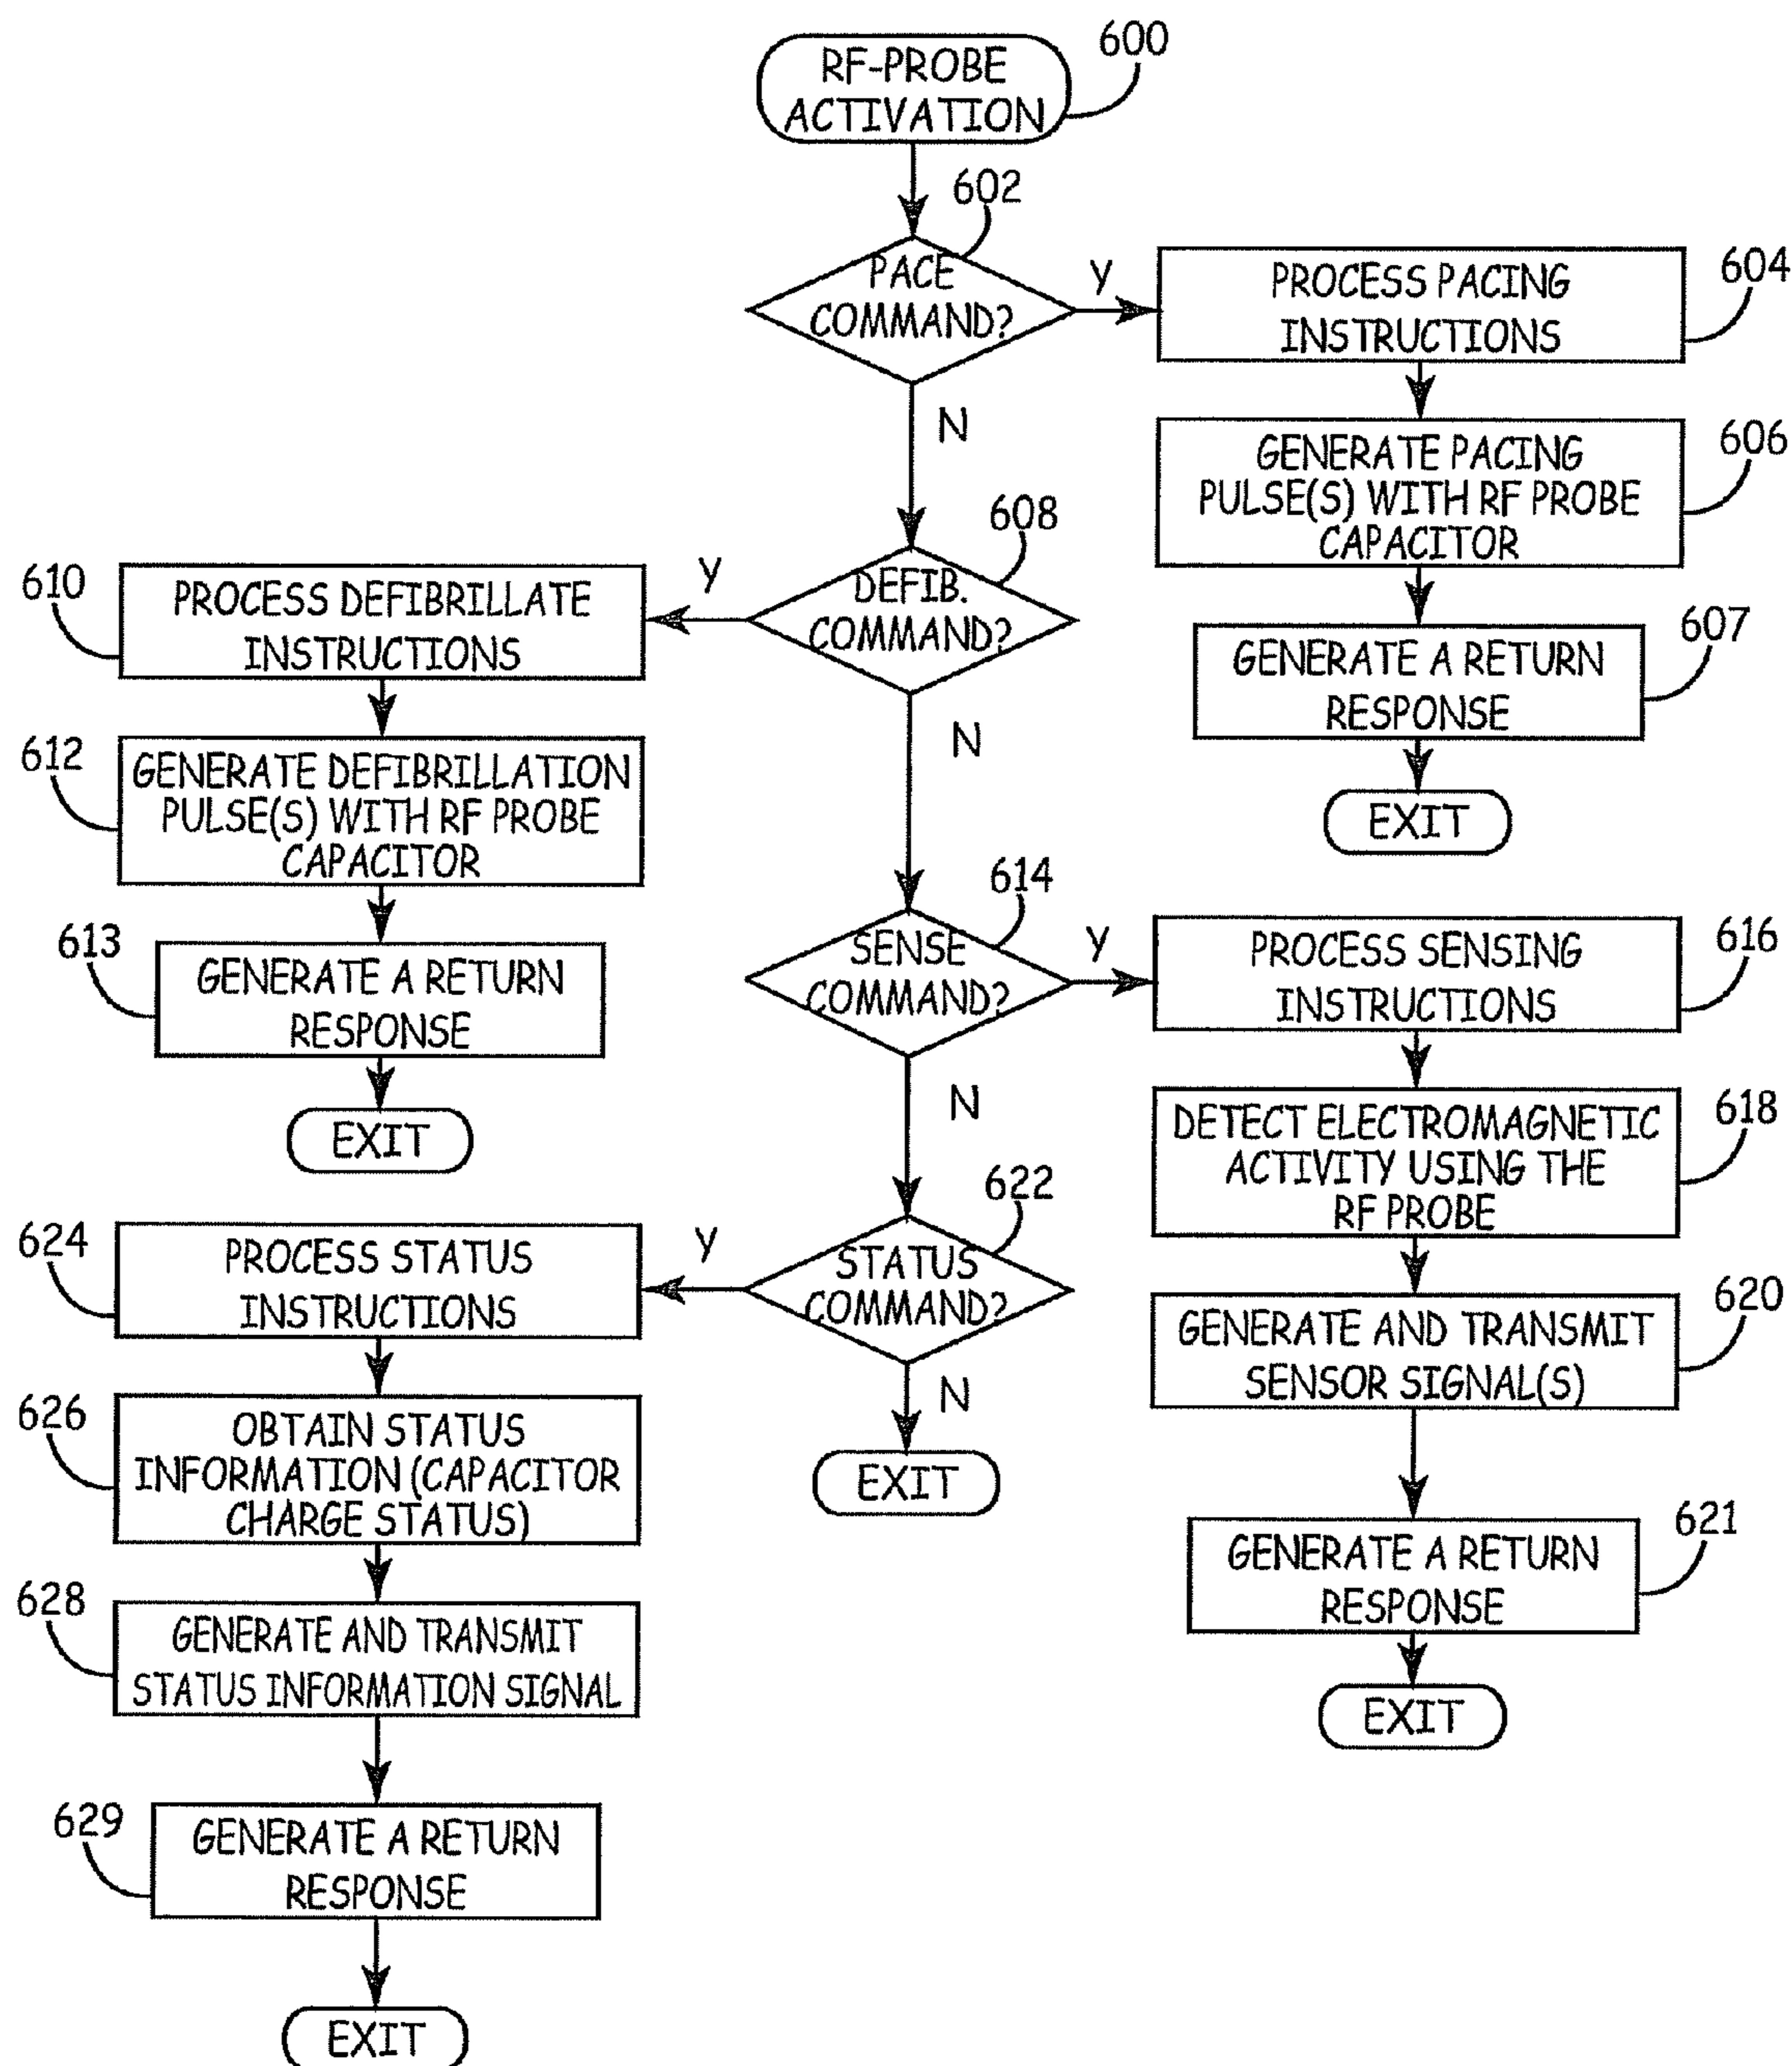 RF-PROBE
ACTIVATION
600
602
PACE
COMMAND?
Y
N
PROCESS PACING
INSTRUCTIONS
604
GENERATE PACING
PULSE(S) WITH RF PROBE
CAPACITOR
606
GENERATE A RETURN
RESPONSE
607
EXIT
608
DEFIB.
COMMAND?
Y
N
610
PROCESS DEFIBRILLATE
INSTRUCTIONS
612
GENERATE DEFIBRILLATION
PULSE(S) WITH RF PROBE
CAPACITOR
613
GENERATE A RETURN
RESPONSE
EXIT
614
SENSE
COMMAND?
Y
N
PROCESS SENSING
INSTRUCTIONS
616
DETECT ELECTROMAGNETIC
ACTIVITY USING THE
RF PROBE
618
GENERATE AND TRANSMIT
SENSOR SIGNAL(S)
620
GENERATE A RETURN
RESPONSE
621
EXIT
622
STATUS
COMMAND?
Y
N
EXIT
624
PROCESS STATUS
INSTRUCTIONS
626
OBTAIN STATUS
INFORMATION (CAPACITOR
CHARGE STATUS)
628
GENERATE AND TRANSMIT
STATUS INFORMATION SIGNAL
629
GENERATE A RETURN
RESPONSE
EXIT